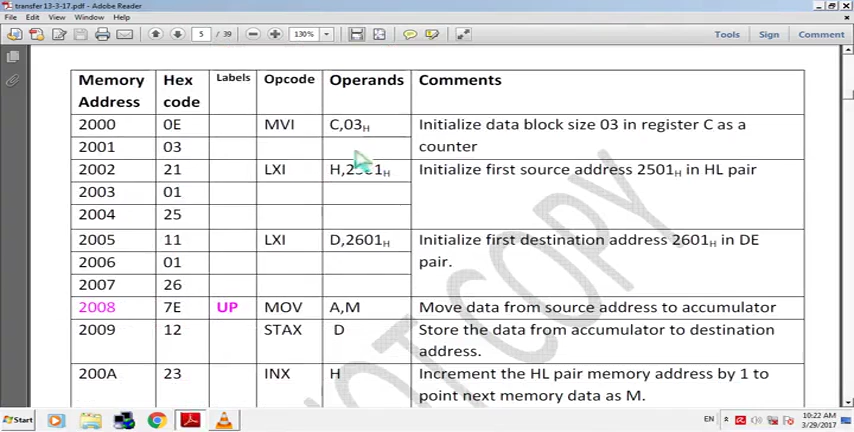 transfer 13-3-17.pdf - Adobe Reader
File Edit View Window Help
5 / 39 130% Tools Sign Comment
Memory Address Hex code Labels Opcode Operands Comments
2000 0E MVI C,03H Initialize data block size 03 in register C as a
2001 03 counter
2002 21 LXI H,2501H Initialize first source address 2501H in HL pair
2003 01
2004 25
2005 11 LXI D,2601H Initialize first destination address 2601H in DE
2006 01 pair.
2007 26
2008 7E UP MOV A,M Move data from source address to accumulator
2009 12 STAX D Store the data from accumulator to destination
address.
200A 23 INX H Increment the HL pair memory address by 1 to
point next memory data as M.
NOT COPY
Start EN 10:22 AM
3/29/2017